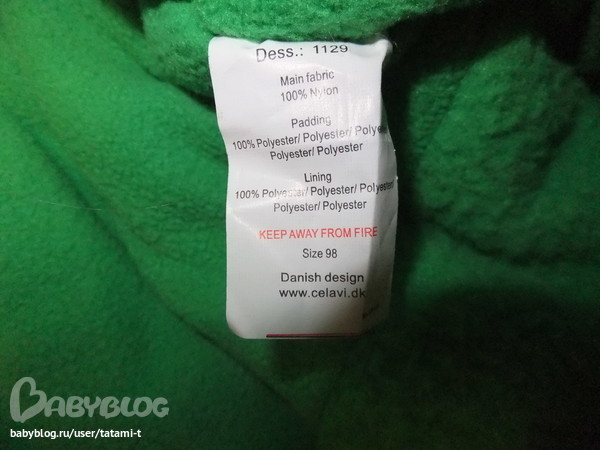 Dess.: 1129
Main fabric
100% Nylon
Padding
100% Polyester/ Polyester/ Polye
Polyester/ Polyester
Lining
100% Polyester/ Polyester/ Polyester/
Polyester/ Polyester
KEEP AWAY FROM FIRE
Size 98
Danish design
www.celavi.dk
BABYBLOG
babyblog.ru/user/tatami-t